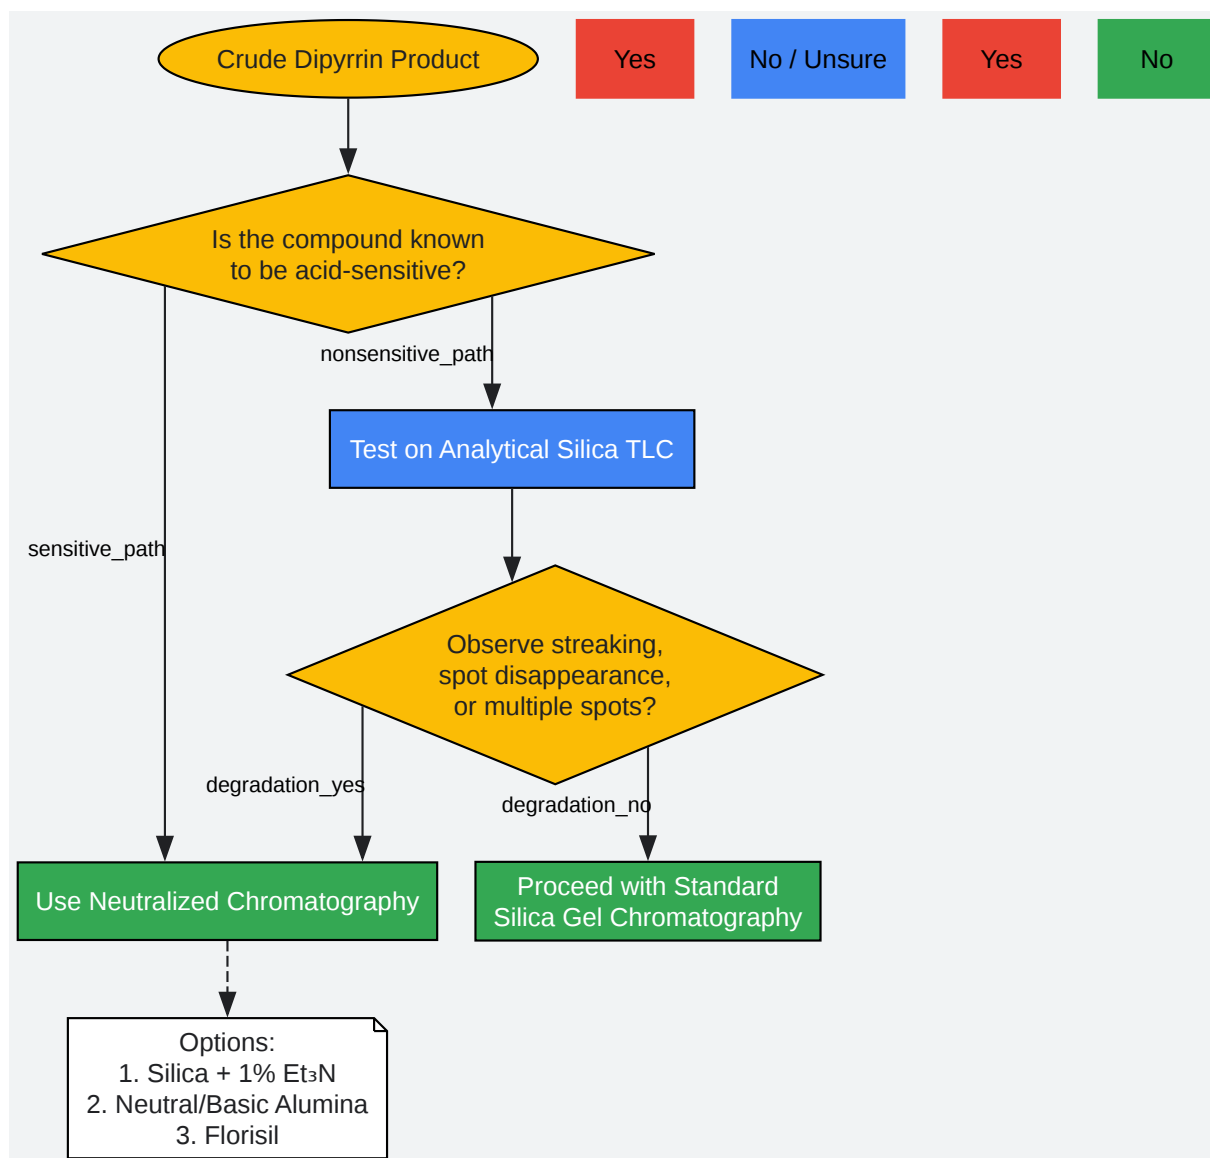 Crude Dipyrrin Product
Yes
No / Unsure
Yes
No
Is the compound known
to be acid-sensitive?
nonsensitive_path
Test on Analytical Silica TLC
sensitive_path
Observe streaking,
spot disappearance,
or multiple spots?
degradation_yes
degradation_no
Use Neutralized Chromatography
Proceed with Standard
Silica Gel Chromatography
Options:
1. Silica + 1% Et₃N
2. Neutral/Basic Alumina
3. Florisil